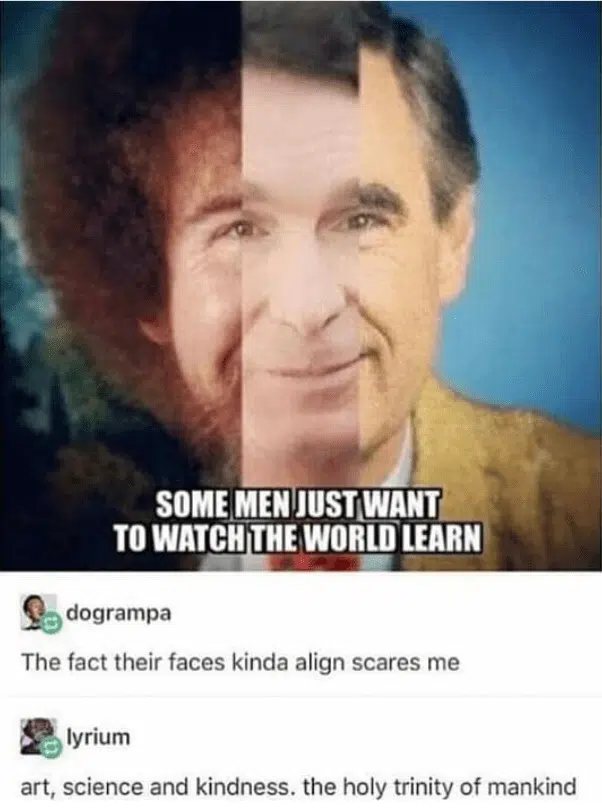 SOME MEN JUST WANT
TO WATCH THE WORLD LEARN
dogrampa
The fact their faces kinda align scares me
lyrium
art, science and kindness. the holy trinity of mankind